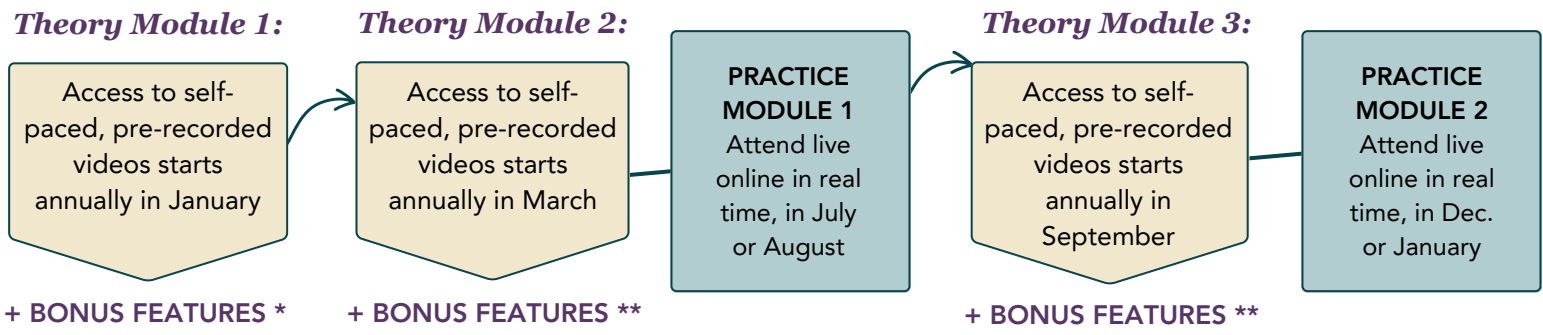 Theory Module 1:
Access to self-
paced, pre-recorded
videos starts
annually in January
+ BONUS FEATURES *
Theory Module 2:
Access to self-
paced, pre-recorded
videos starts
annually in March
+ BONUS FEATURES **
PRACTICE
MODULE 1
Attend live
online in real
time, in July
or August
Theory Module 3:
Access to self-
paced, pre-recorded
videos starts
annually in
September
+ BONUS FEATURES **
PRACTICE
MODULE 2
Attend live
online in real
time, in Dec.
or January